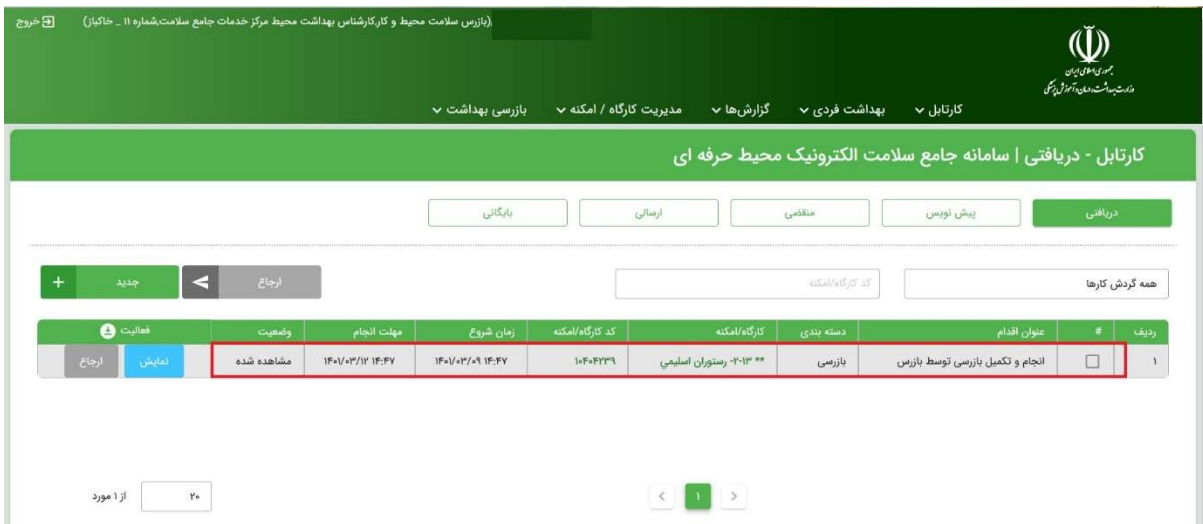 (بازرس سلامت محیط و کار,کارشناس بهداشت محیط مرکز خدمات جامع سلامت,شماره ۱۱ _ خاکباز)
خروج
جمهوری اسلامی ایران
وزارت بهداشت، درمان و آموزش پزشکی
کارتابل بهداشت فردی گزارش‌ها مدیریت کارگاه / امکنه بازرسی بهداشت
کارتابل - دریافتی | سامانه جامع سلامت الکترونیک محیط حرفه ای
دریافتی پیش نویس منقضی ارسالی بایگانی
همه گردش کارها کد کارگاه/امکنه ارجاع جدید +
ردیف # عنوان اقدام دسته بندی کارگاه/امکنه کد کارگاه/امکنه زمان شروع مهلت انجام وضعیت فعالیت
۱ انجام و تکمیل بازرسی توسط بازرس بازرسی ** ۱۳-۲- رستوران اسلیمي ۱۰۴۰۴۲۳۹ ۱۴۰۱/۰۳/۰۹ ۱۴:۴۷ ۱۴۰۱/۰۳/۱۲ ۱۴:۴۷ مشاهده شده نمایش ارجاع
< ۱ >
۲۰ از ۱ مورد